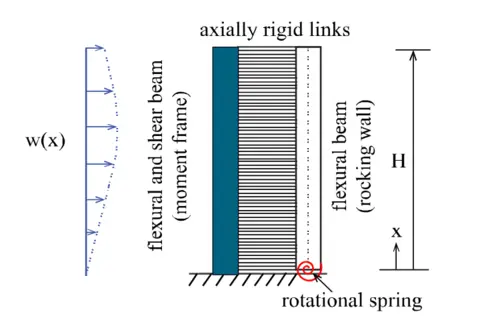 axially rigid links
w(x)
flexural and shear beam
(moment frame)
flexural beam
(rocking wall)
H
x
rotational spring